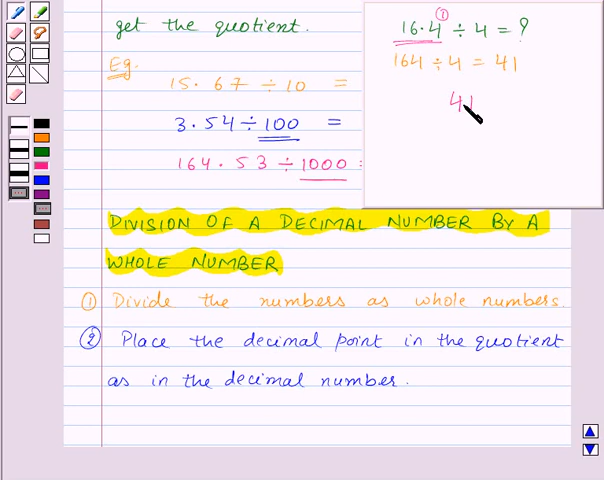 get the quotient.
Eg.
15.67 ÷ 10 =
3.54 ÷ 100 =
164.53 ÷ 1000 =
DIVISION OF A DECIMAL NUMBER BY A
WHOLE NUMBER
① Divide the numbers as whole numbers.
② Place the decimal point in the quotient
as in the decimal number.
①
16.4 ÷ 4 = ?
164 ÷ 4 = 41
41